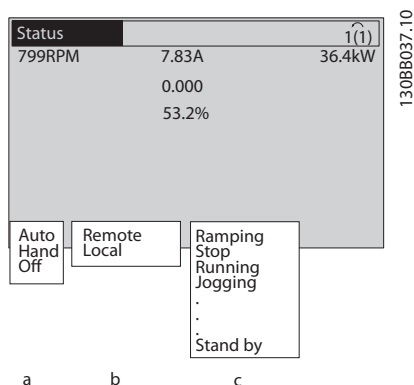 Status 1(1)
799RPM 7.83A 36.4kW
0.000
53.2%
Auto
Hand
Off
Remote
Local
Ramping
Stop
Running
Jogging
.
.
.
Stand by
a b c
130BB037.10